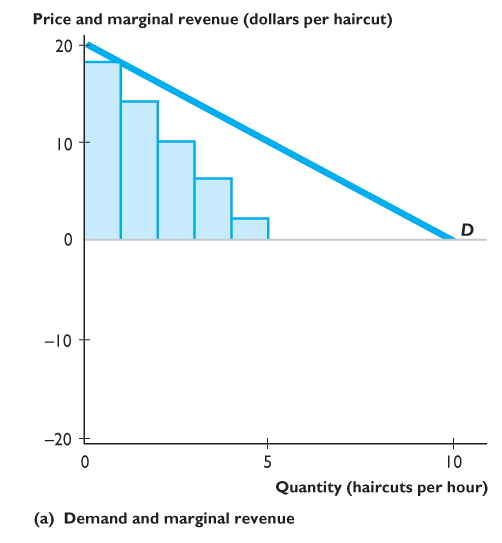 Price and marginal revenue (dollars per haircut)
20
10
0
D
–10
–20
0 5 10
Quantity (haircuts per hour)
(a) Demand and marginal revenue